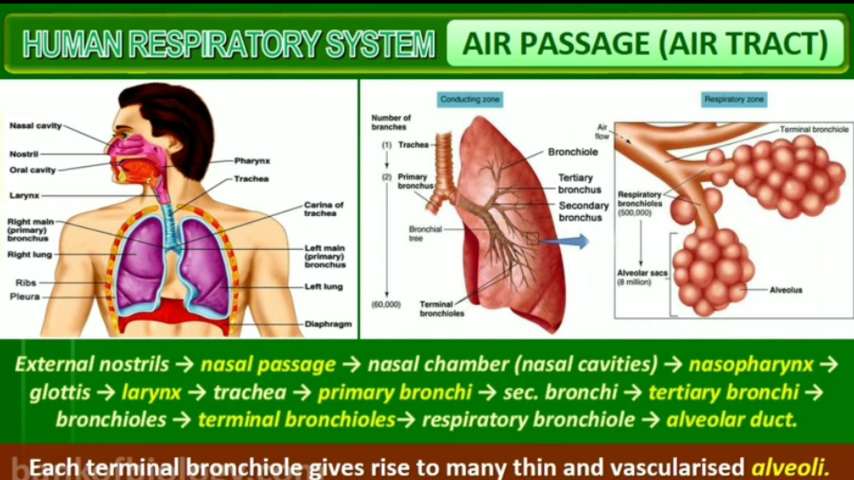 HUMAN RESPIRATORY SYSTEM
AIR PASSAGE (AIR TRACT)
Nasal cavity
Nostril
Oral cavity
Larynx
Right main
(primary)
bronchus
Right lung
Ribs
Pleura
Pharynx
Trachea
Carina of
trachea
Left main
(primary)
bronchus
Left lung
Diaphragm
Conducting zone
Number of
branches
(1) Trachea
(2) Primary
bronchus
Bronchial
tree
(60,000)
Terminal
bronchioles
Bronchiole
Tertiary
bronchus
Secondary
bronchus
Respiratory zone
Air
flow
Terminal bronchiole
Respiratory
bronchioles
(500,000)
Alveolar sacs
(8 million)
Alveolus
External nostrils → nasal passage → nasal chamber (nasal cavities) → nasopharynx →
glottis → larynx → trachea → primary bronchi → sec. bronchi → tertiary bronchi →
bronchioles → terminal bronchioles→ respiratory bronchiole → alveolar duct.
Each terminal bronchiole gives rise to many thin and vascularised alveoli.